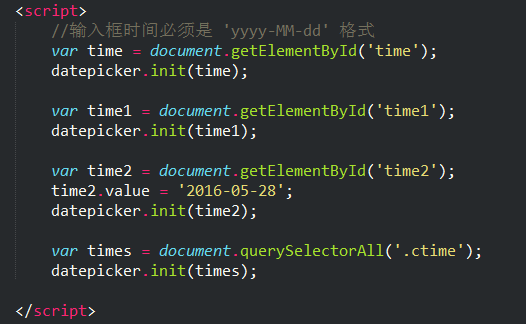 <script>
//输入框时间必须是 'yyyy-MM-dd' 格式
var time = document.getElementById('time');
datepicker.init(time);
var time1 = document.getElementById('time1');
datepicker.init(time1);
var time2 = document.getElementById('time2');
time2.value = '2016-05-28';
datepicker.init(time2);
var times = document.querySelectorAll('.ctime');
datepicker.init(times);
</script>